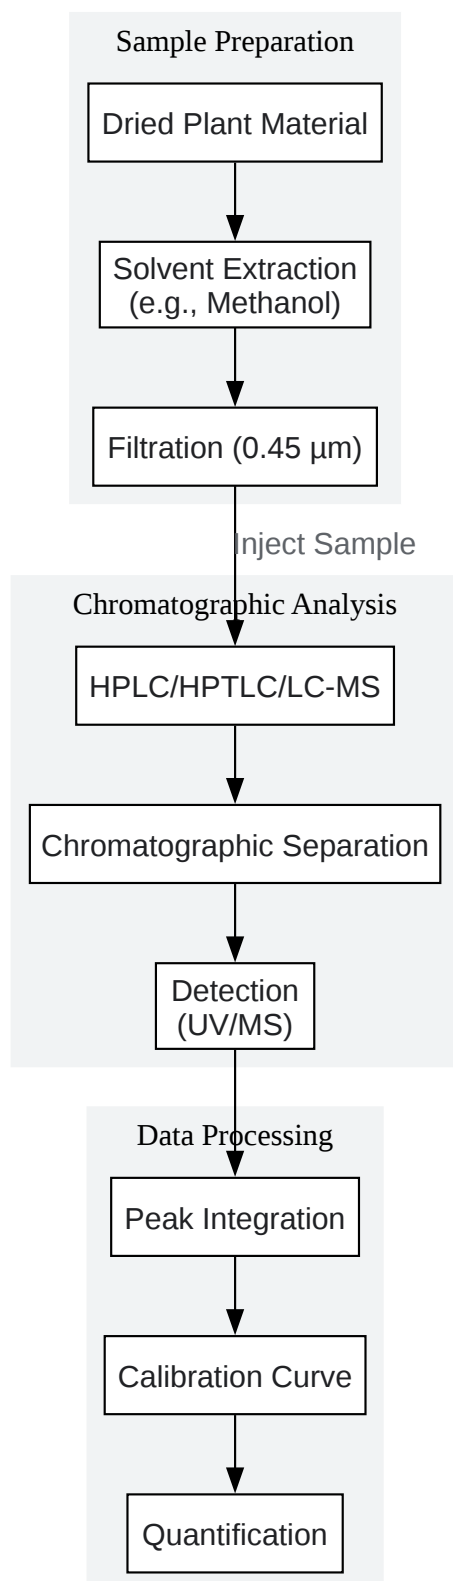 Sample Preparation
Dried Plant Material
Solvent Extraction
(e.g., Methanol)
Filtration (0.45 µm)
Inject Sample
Chromatographic Analysis
HPLC/HPTLC/LC-MS
Chromatographic Separation
Detection
(UV/MS)
Data Processing
Peak Integration
Calibration Curve
Quantification